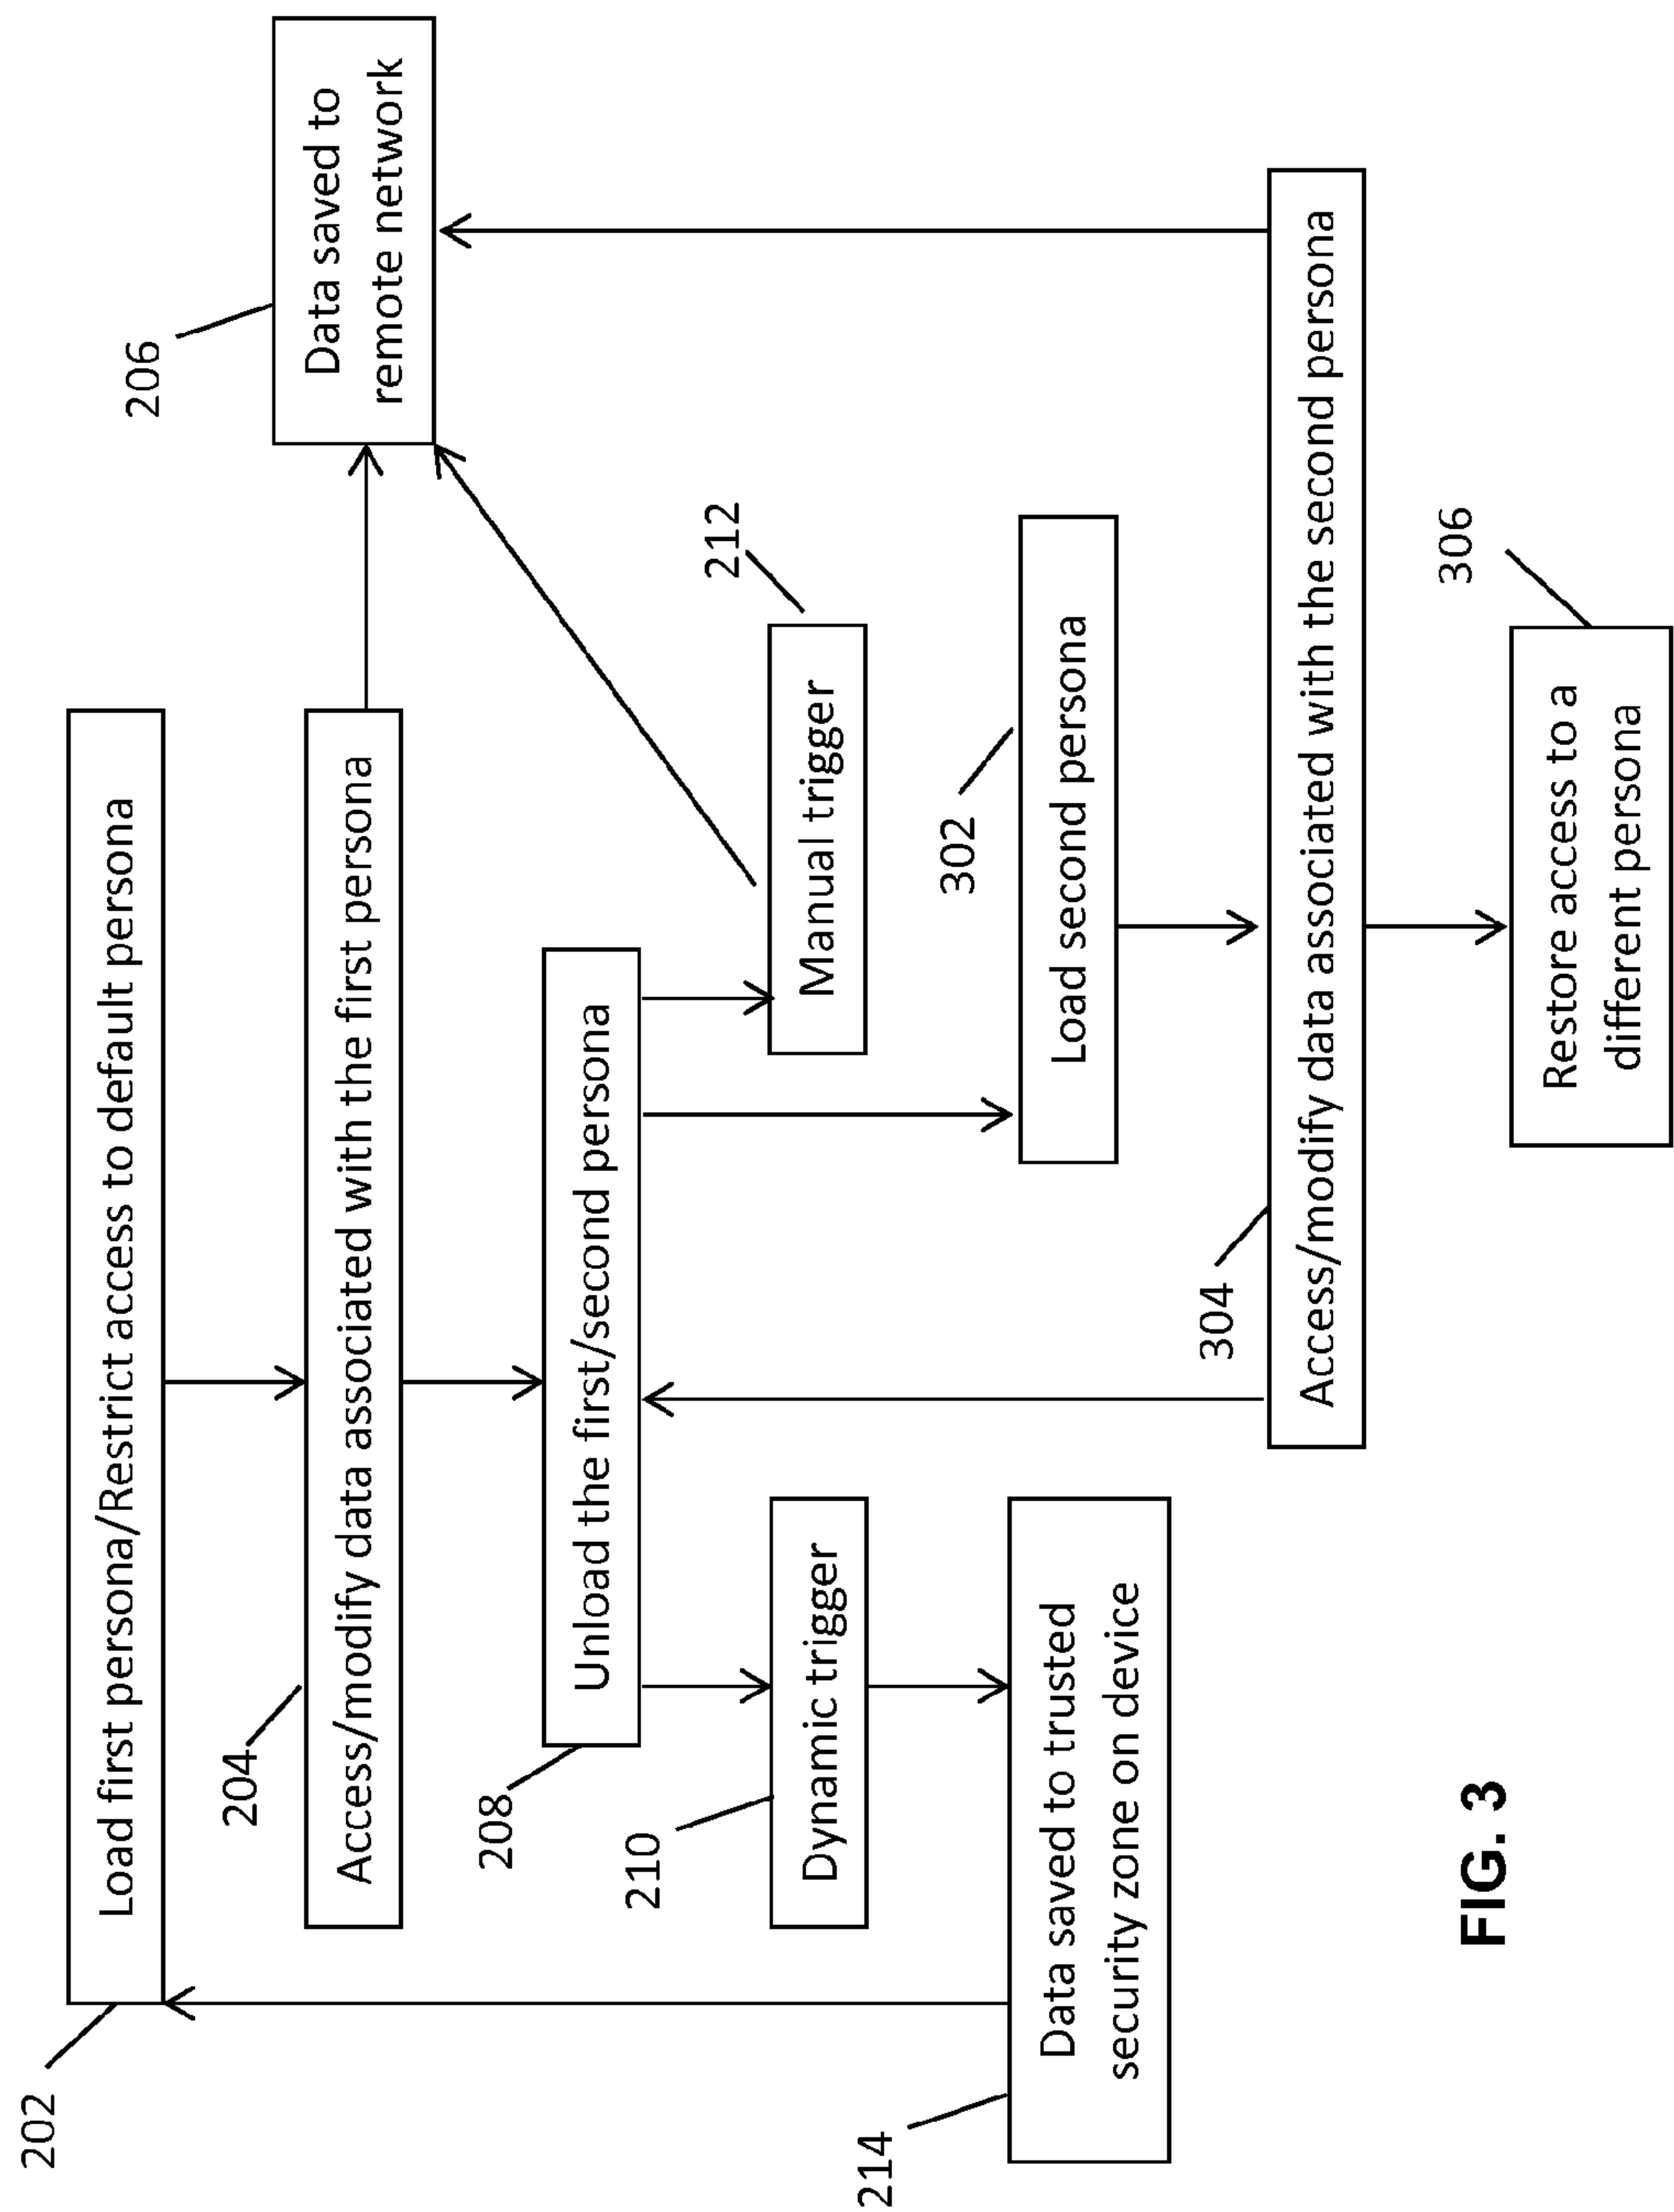 202
Load first persona/Restrict access to default persona
204
Access/modify data associated with the first persona
206
Data saved to
remote network
208
Unload the first/second persona
210
Dynamic trigger
212
Manual trigger
214
Data saved to trusted
security zone on device
302
Load second persona
304
Access/modify data associated with the second persona
306
Restore access to a
different persona
FIG. 3